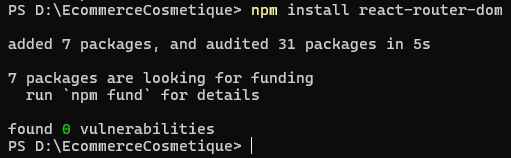 PS D:\EcommerceCosmetique> npm install react-router-dom
added 7 packages, and audited 31 packages in 5s
7 packages are looking for funding
run `npm fund` for details
found 0 vulnerabilities
PS D:\EcommerceCosmetique>